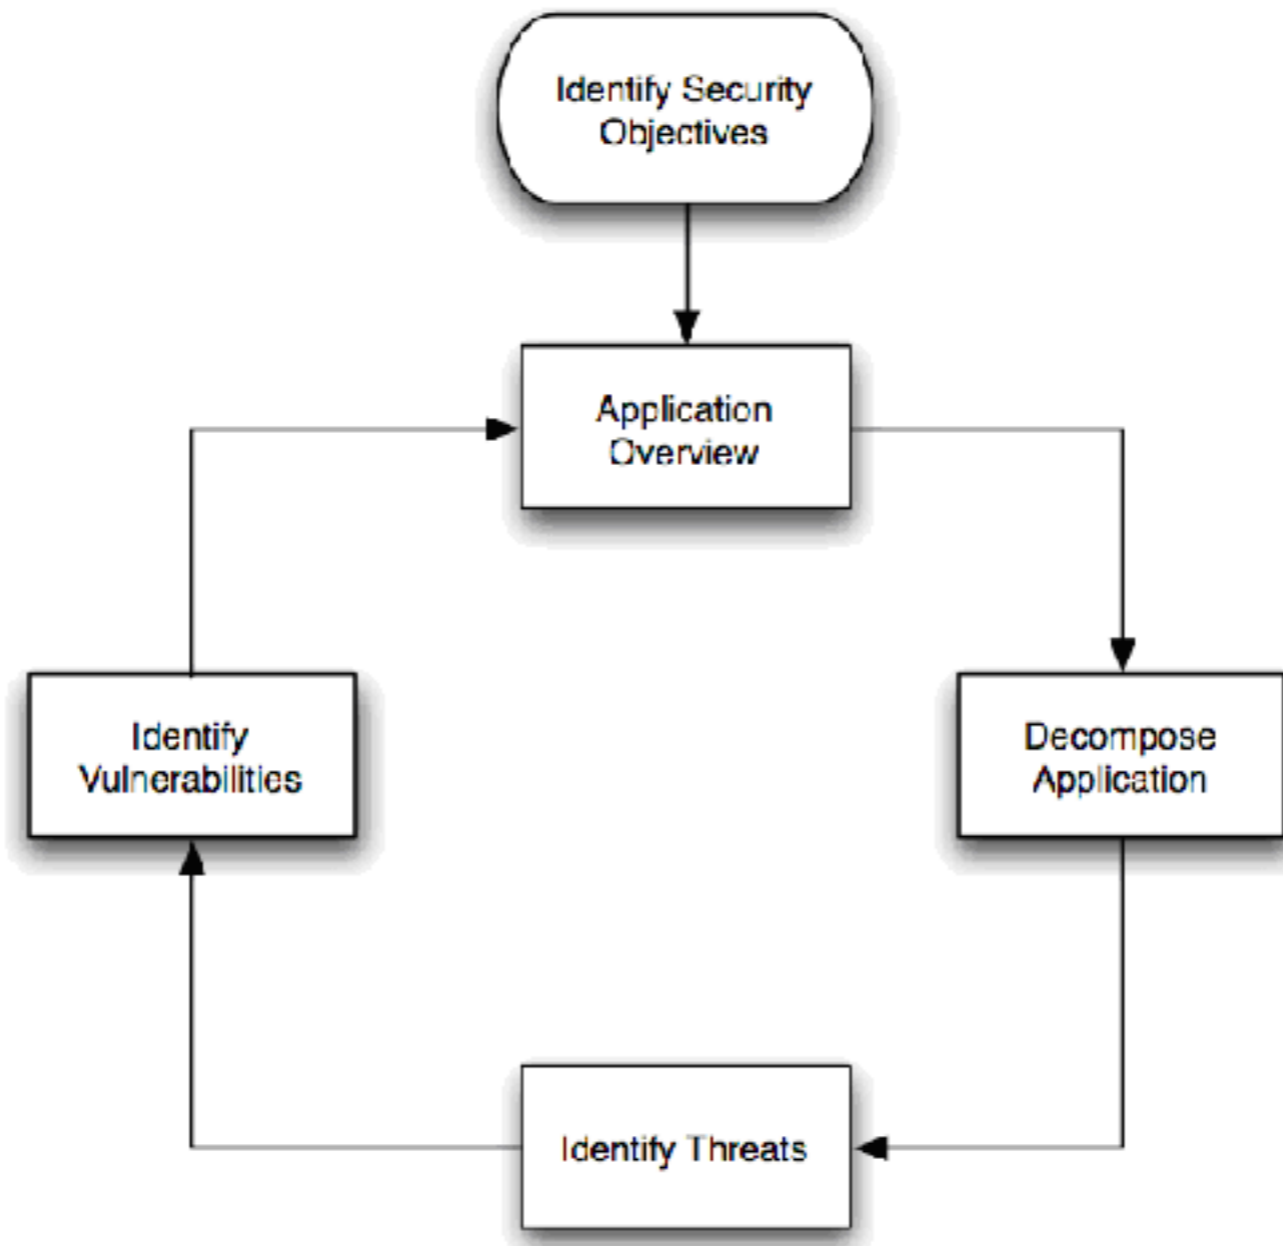 Identify Security
Objectives
Application
Overview
Identify
Vulnerabilities
Decompose
Application
Identify Threats